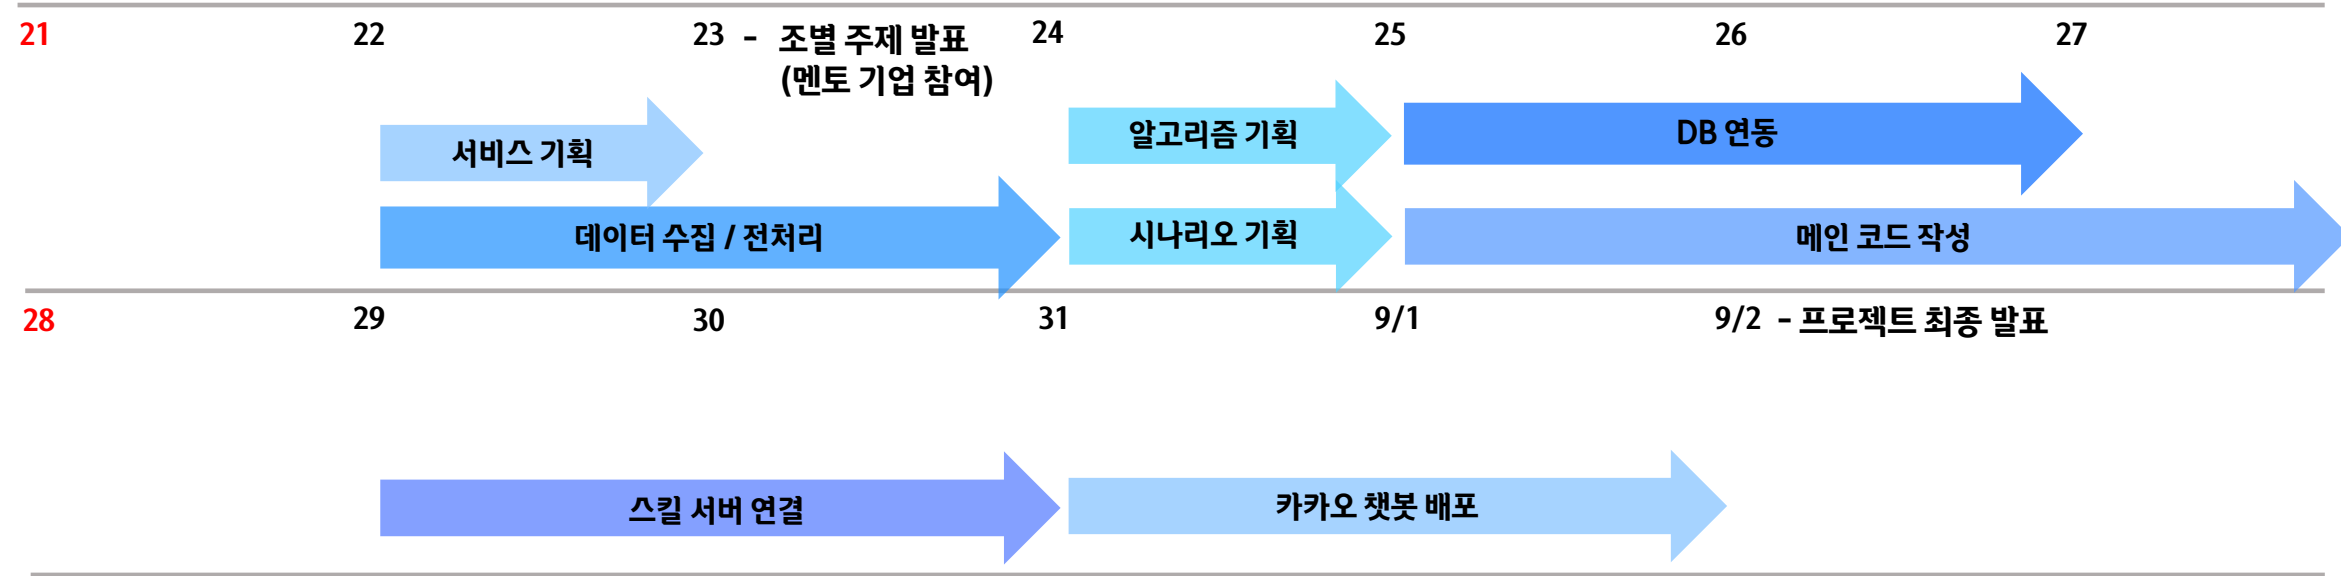 21
22
23 - 조별 주제 발표
(멘토 기업 참여)
24
25
26
27
서비스 기획
알고리즘 기획
DB 연동
데이터 수집 / 전처리
시나리오 기획
메인 코드 작성
28
29
30
31
9/1
9/2 - 프로젝트 최종 발표
스킬 서버 연결
카카오 챗봇 배포